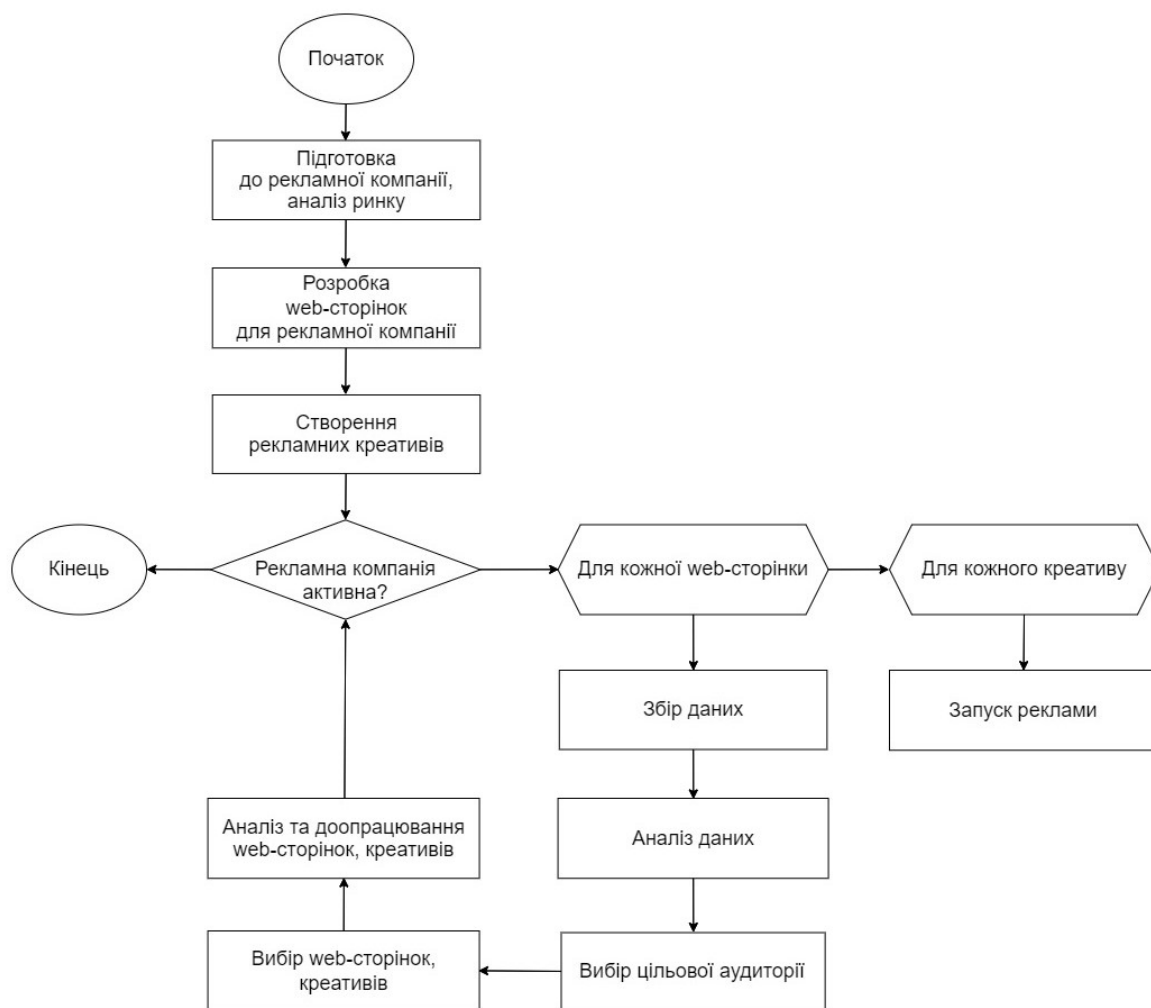 Початок
Підготовка
до рекламної компанії,
аналіз ринку
Розробка
web-сторінок
для рекламної компанії
Створення
рекламних креативів
Кінець
Рекламна компанія
активна?
Для кожної web-сторінки
Для кожного креативу
Збір даних
Запуск реклами
Аналіз та доопрацювання
web-сторінок, креативів
Аналіз даних
Вибір web-сторінок,
креативів
Вибір цільової аудиторії